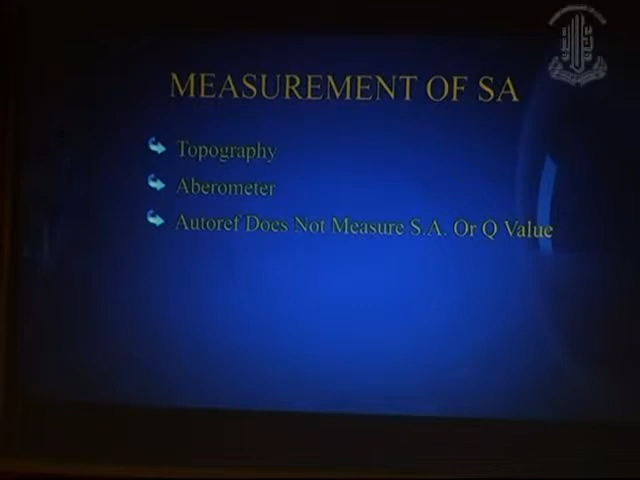 MEASUREMENT OF SA
Topography
Aberometer
Autoref Does Not Measure S.A. Or Q Value